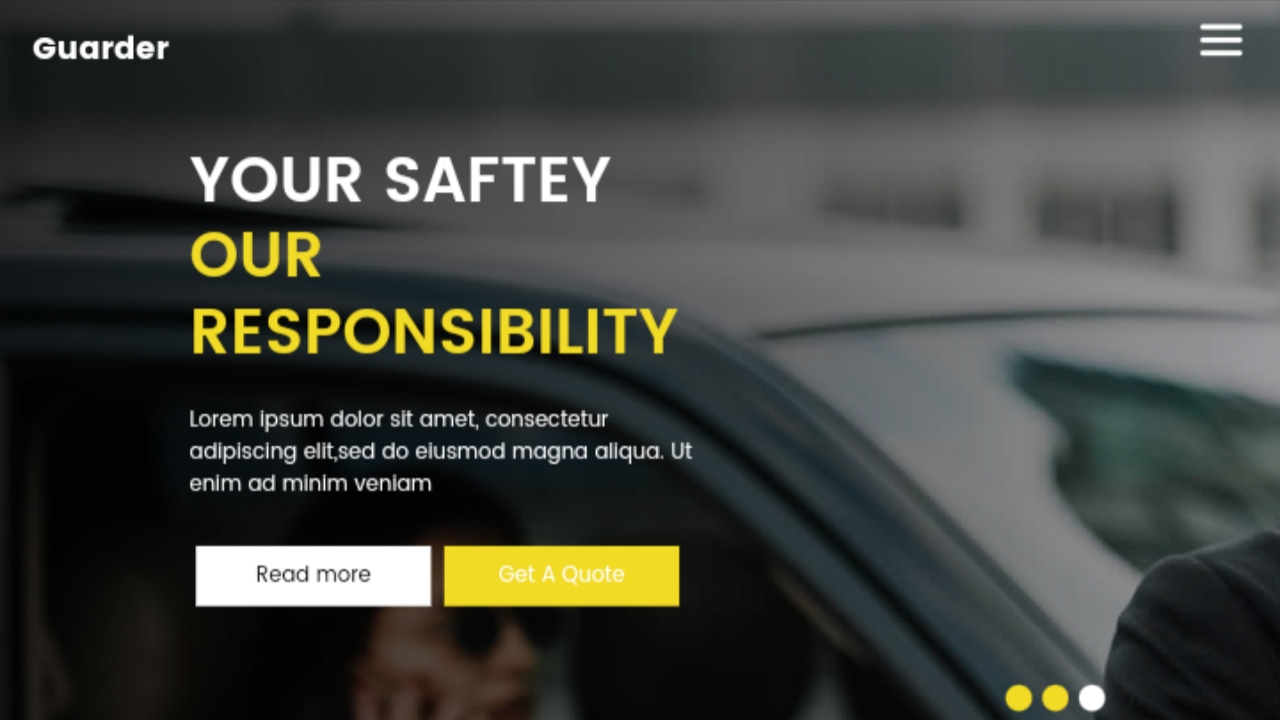 Guarder
YOUR SAFTEY
OUR
RESPONSIBILITY
Lorem ipsum dolor sit amet, consectetur
adipiscing elit,sed do eiusmod magna aliqua. Ut
enim ad minim veniam
Read more
Get A Quote